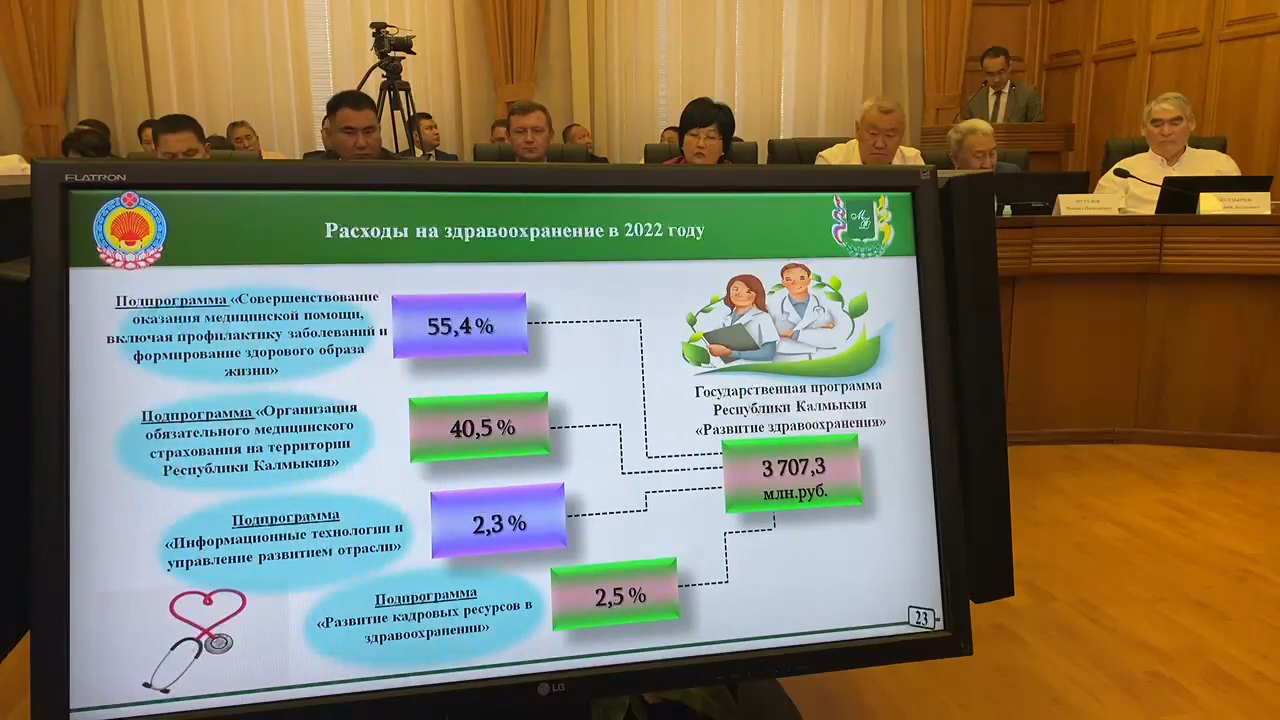 FLATRON
Расходы на здравоохранение в 2022 году
Подпрограмма «Совершенствование
оказания медицинской помощи,
включая профилактику заболеваний и
формирование здорового образа
жизни»
55,4 %
Подпрограмма «Организация
обязательного медицинского
страхования на территории
Республики Калмыкия»
40,5 %
Подпрограмма
«Информационные технологии и
управление развитием отрасли»
2,3 %
Подпрограмма
«Развитие кадровых ресурсов в
здравоохранении»
2,5 %
Государственная программа
Республики Калмыкия
«Развитие здравоохранения»
3 707,3
млн.руб.
23
LG